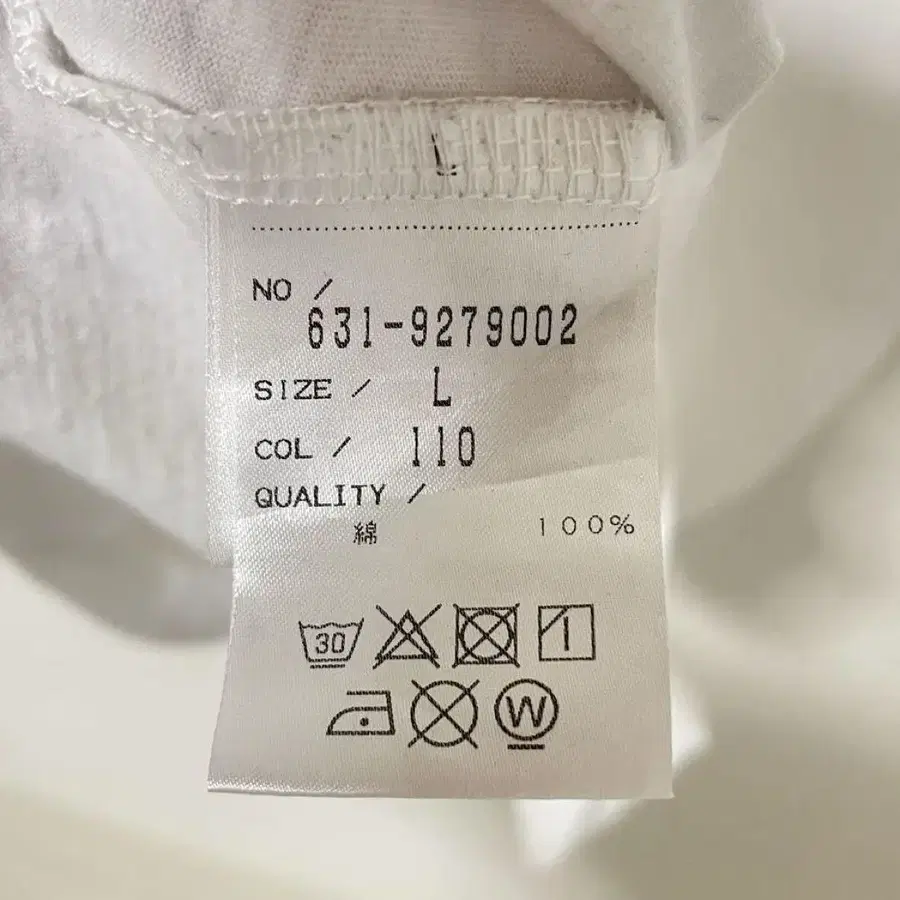 L
NO /
631-9279002
SIZE / L
COL / 110
QUALITY /
綿 100%
30
W